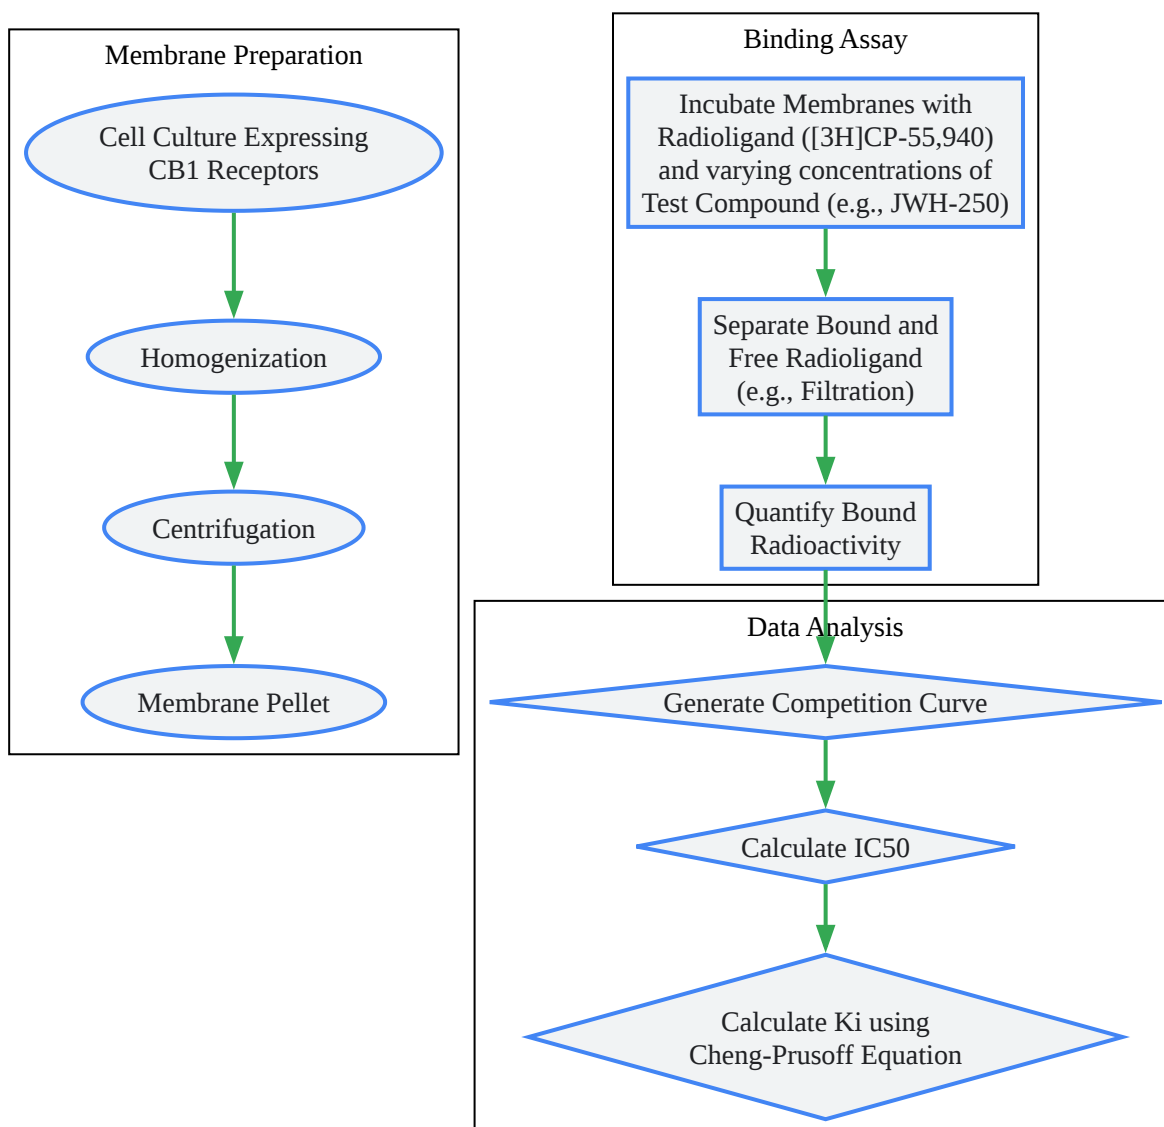 Membrane Preparation
Cell Culture Expressing
CB1 Receptors
Homogenization
Centrifugation
Membrane Pellet
Binding Assay
Incubate Membranes with
Radioligand ([3H]CP-55,940)
and varying concentrations of
Test Compound (e.g., JWH-250)
Separate Bound and
Free Radioligand
(e.g., Filtration)
Quantify Bound
Radioactivity
Data Analysis
Generate Competition Curve
Calculate IC50
Calculate Ki using
Cheng-Prusoff Equation